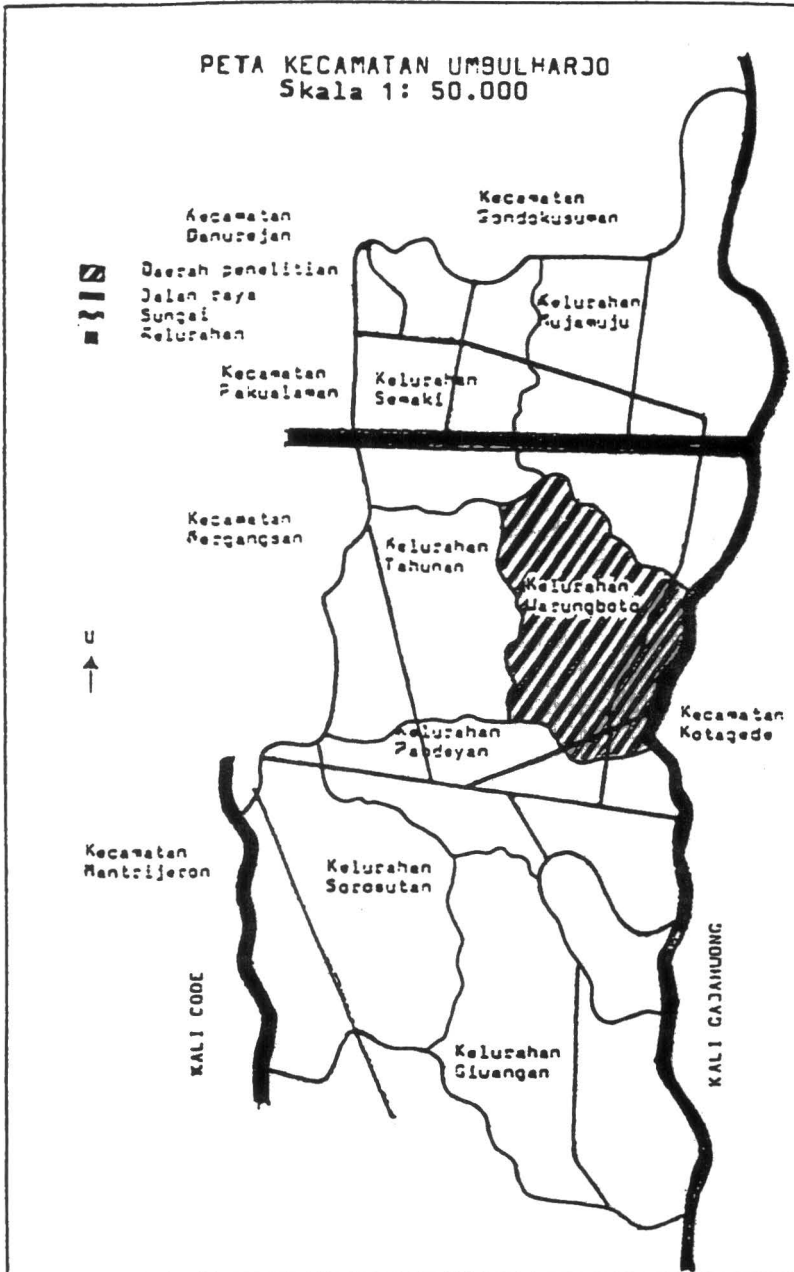 PETA KECAMATAN UMBULHARJO
Skala 1: 50.000
Kecamatan
Gondokusuman
Kecamatan
Danurejan
Daerah penelitian
Jalan raya
Sungai
Kelurahan
Kelurahan
Mujamuju
Kecamatan
Pakualaman
Kelurahan
Semaki
Kecamatan
Mergangsan
Kelurahan
Tahunan
Kelurahan
Warungboto
U
Kecamatan
Kotagede
Kelurahan
Pandeyan
Kecamatan
Mantrijeron
Kelurahan
Sorosutan
KALI CODE
KALI GAJAHWONG
Kelurahan
Giwangan